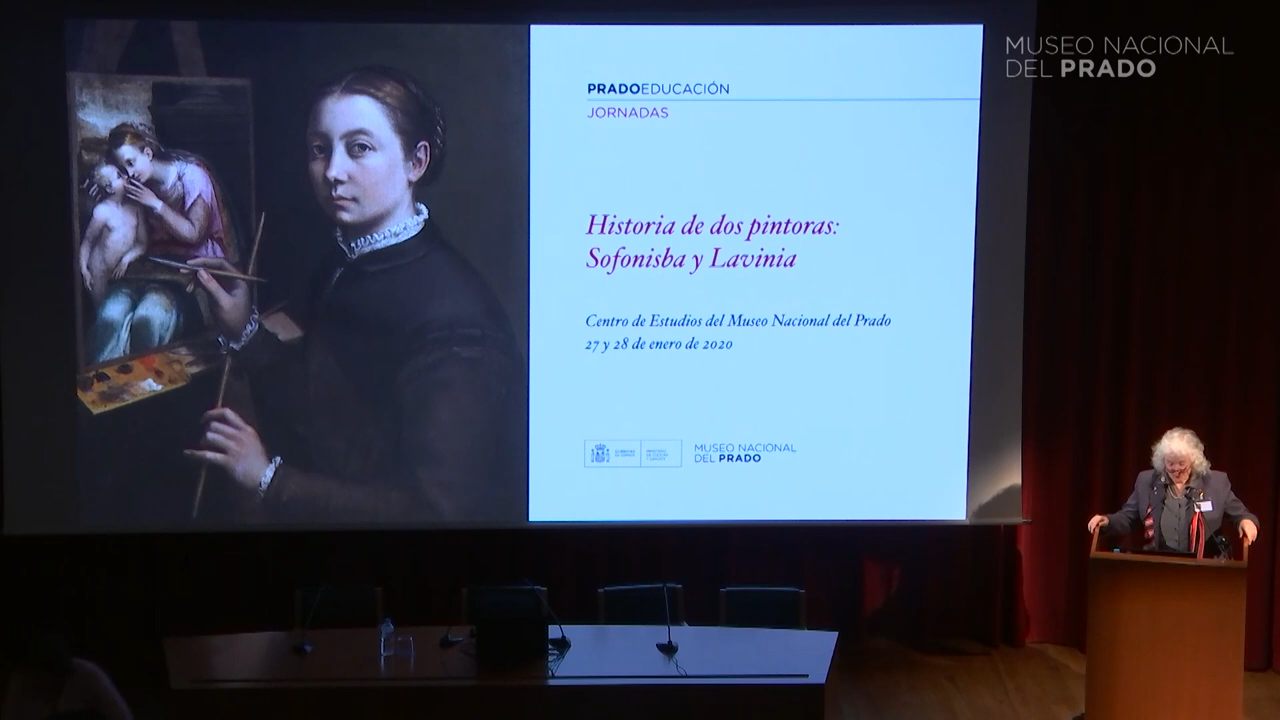 MUSEO NACIONAL
DEL PRADO
PRADOEDUCACIÓN
JORNADAS
Historia de dos pintoras:
Sofonisba y Lavinia
Centro de Estudios del Museo Nacional del Prado
27 y 28 de enero de 2020
MUSEO NACIONAL
DEL PRADO